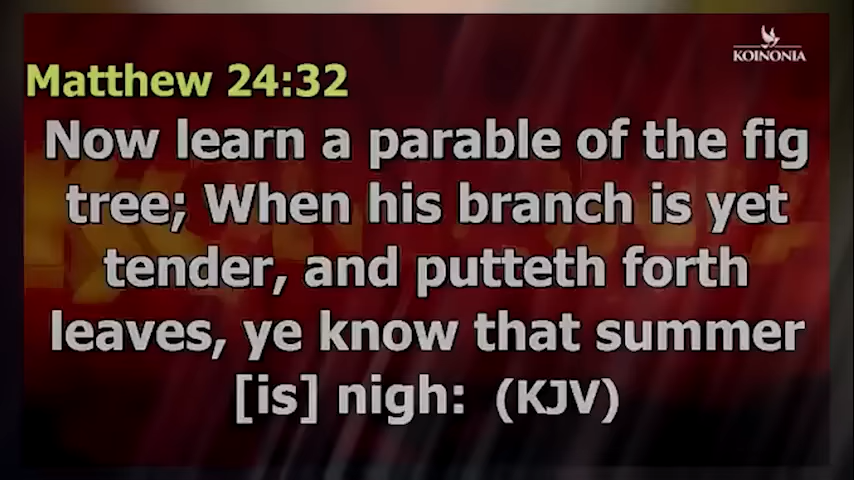 KOINONIA
Matthew 24:32
Now learn a parable of the fig
tree; When his branch is yet
tender, and putteth forth
leaves, ye know that summer
[is] nigh: (KJV)